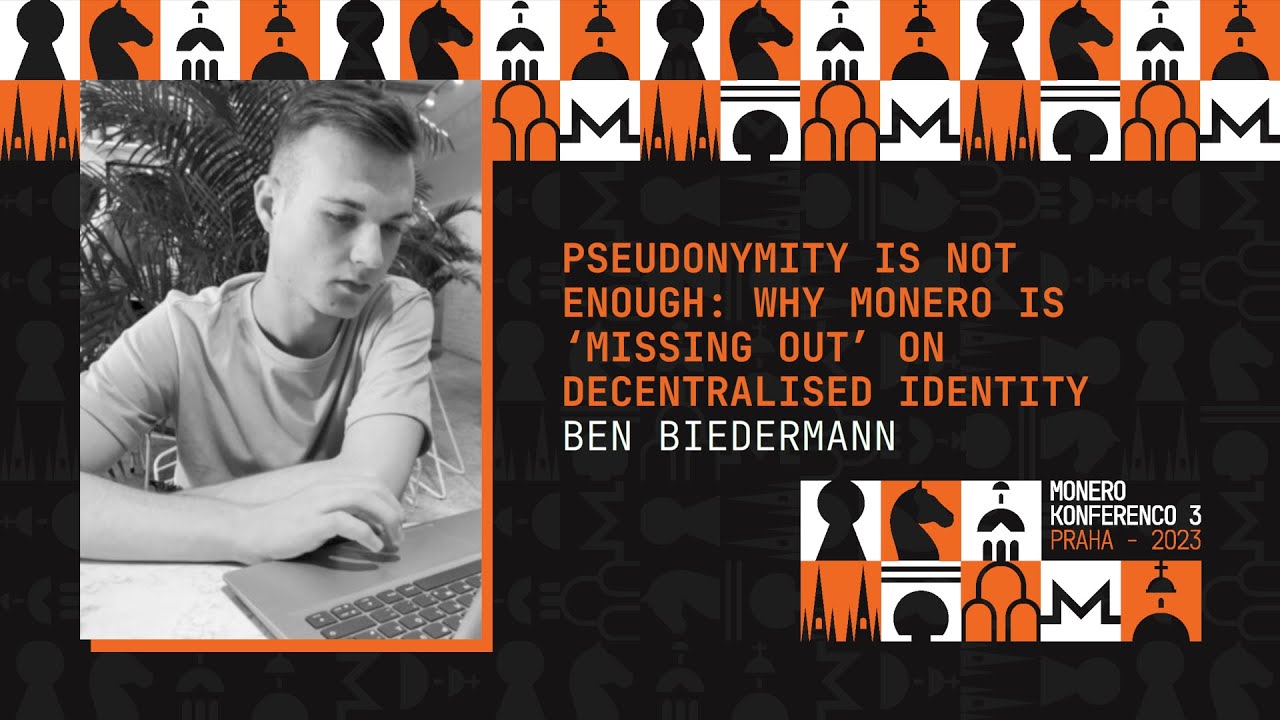 PSEUDONYMITY IS NOT
ENOUGH: WHY MONERO IS
‘MISSING OUT’ ON
DECENTRALISED IDENTITY
BEN BIEDERMANN
MONERO
KONFERENCO 3
PRAHA - 2023